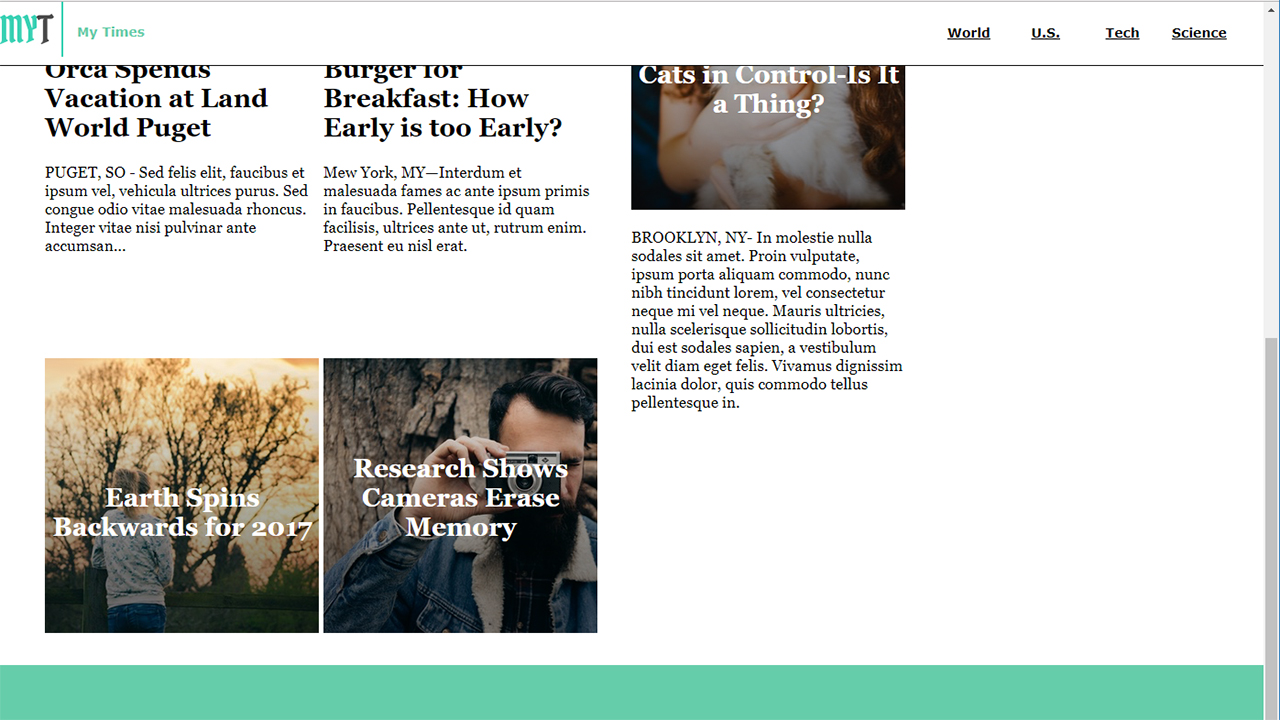 MYT
My Times
World U.S. Tech Science
Orca Spends
Vacation at Land
World Puget
PUGET, SO - Sed felis elit, faucibus et
ipsum vel, vehicula ultrices purus. Sed
congue odio vitae malesuada rhoncus.
Integer vitae nisi pulvinar ante
accumsan...
Burger for
Breakfast: How
Early is too Early?
Mew York, MY—Interdum et
malesuada fames ac ante ipsum primis
in faucibus. Pellentesque id quam
facilisis, ultrices ante ut, rutrum enim.
Praesent eu nisl erat.
Cats in Control-Is It
a Thing?
BROOKLYN, NY- In molestie nulla
sodales sit amet. Proin vulputate,
ipsum porta aliquam commodo, nunc
nibh tincidunt lorem, vel consectetur
neque mi vel neque. Mauris ultricies,
nulla scelerisque sollicitudin lobortis,
dui est sodales sapien, a vestibulum
velit diam eget felis. Vivamus dignissim
lacinia dolor, quis commodo tellus
pellentesque in.
Earth Spins
Backwards for 2017
Research Shows
Cameras Erase
Memory